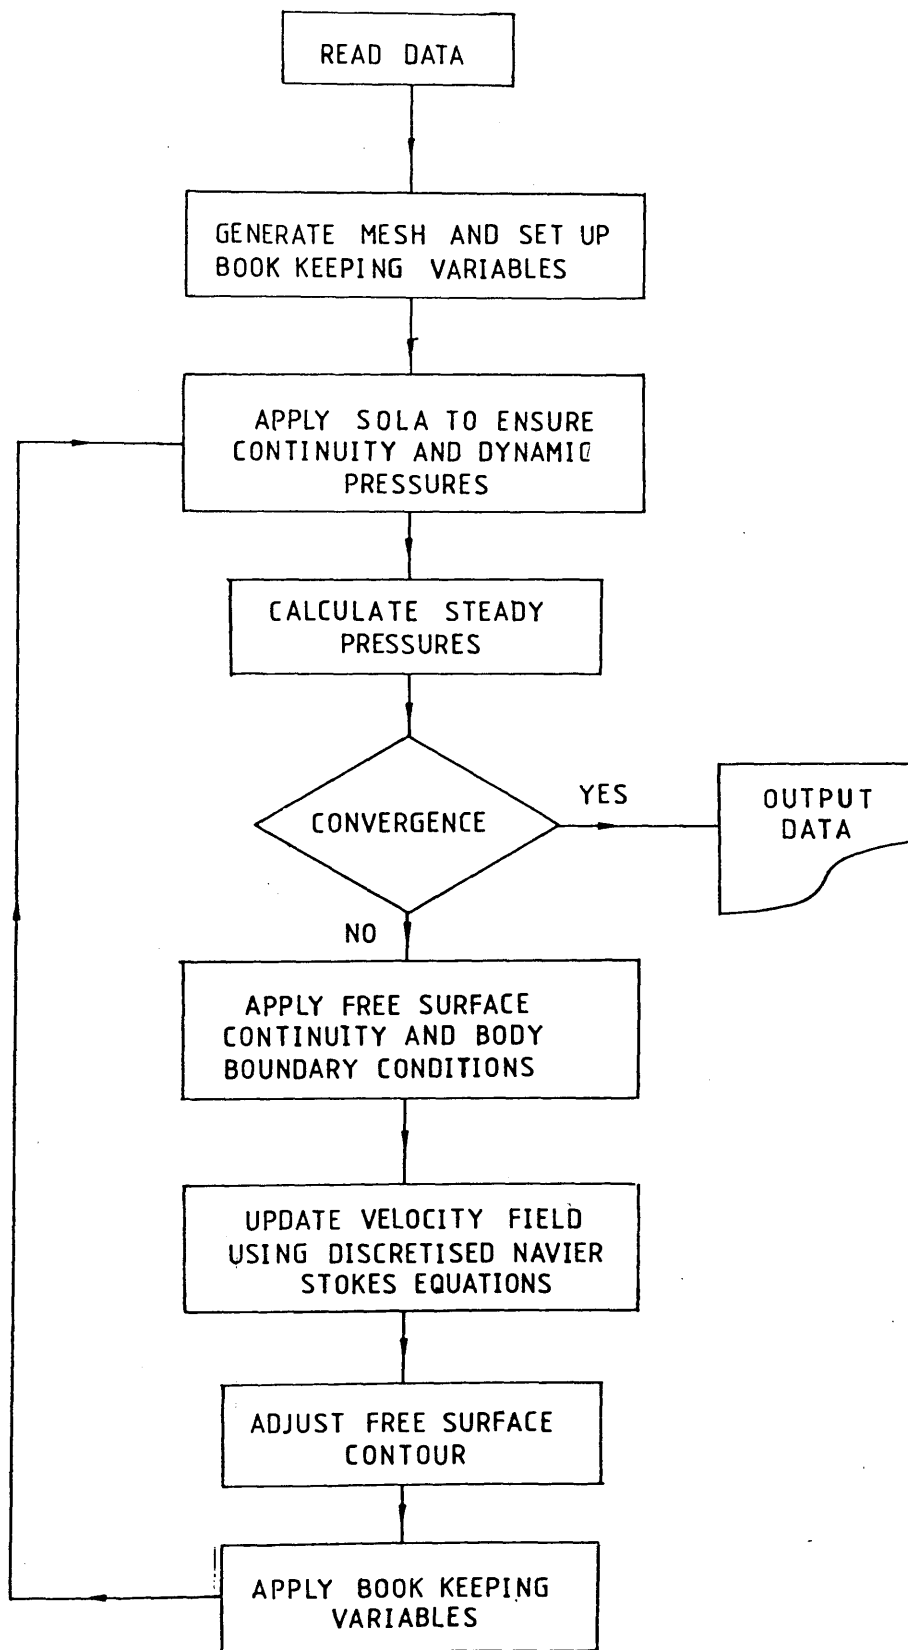 READ DATA
GENERATE MESH AND SET UP
BOOK KEEPING VARIABLES
APPLY SOLA TO ENSURE
CONTINUITY AND DYNAMIC
PRESSURES
CALCULATE STEADY
PRESSURES
CONVERGENCE
YES
OUTPUT
DATA
NO
APPLY FREE SURFACE
CONTINUITY AND BODY
BOUNDARY CONDITIONS
UPDATE VELOCITY FIELD
USING DISCRETISED NAVIER
STOKES EQUATIONS
ADJUST FREE SURFACE
CONTOUR
APPLY BOOK KEEPING
VARIABLES